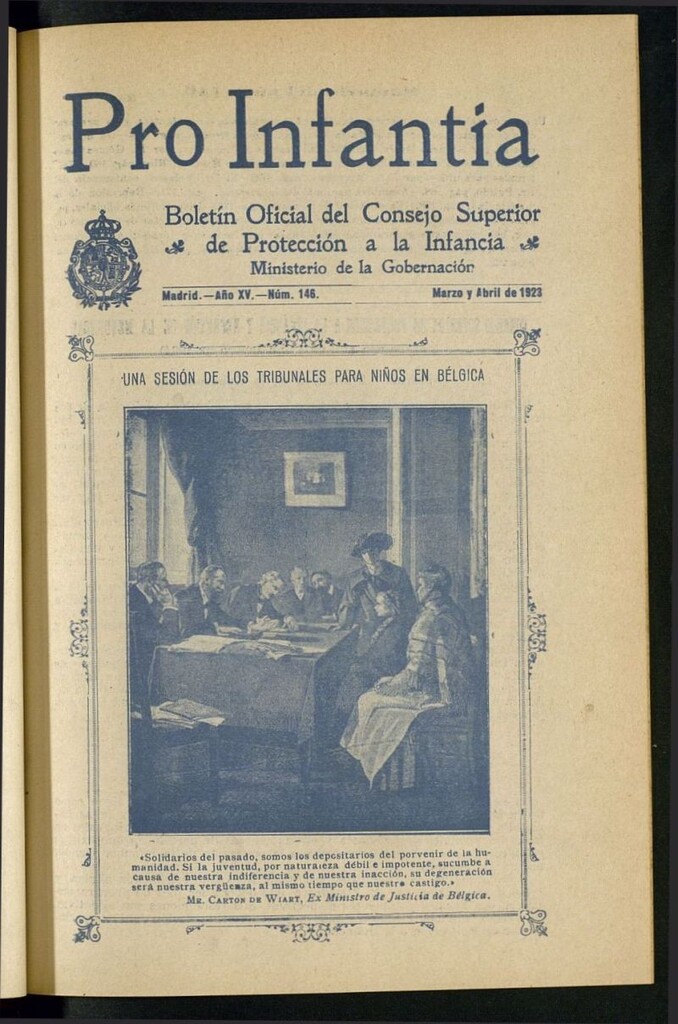 Pro Infantia
Boletín Oficial del Consejo Superior
de Protección a la Infancia
Ministerio de la Gobernación
Madrid.—Año XV.—Núm. 146. Marzo y Abril de 1923
UNA SESIÓN DE LOS TRIBUNALES PARA NIÑOS EN BÉLGICA
«Solidarios del pasado, somos los depositarios del porvenir de la hu-
manidad. Si la juventud, por naturaleza débil e impotente, sucumbe a
causa de nuestra indiferencia y de nuestra inacción, su degeneración
será nuestra vergüenza, al mismo tiempo que nuestro castigo.»
MR. CARTON DE WIART, Ex Ministro de Justicia de Bélgica.